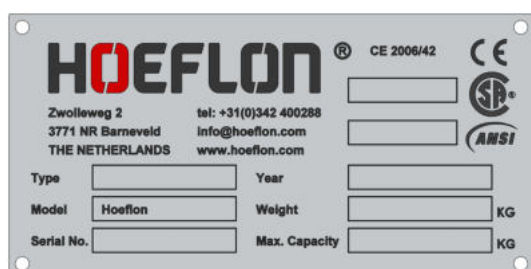 HOEFLON ® CE 2006/42 CE
Zwolleweg 2 tel: +31(0)342 400288 SA®
3771 NR Barneveld info@hoeflon.com ANSI
THE NETHERLANDS www.hoeflon.com
Type Year
Model Hoeflon Weight KG
Serial No. Max. Capacity KG